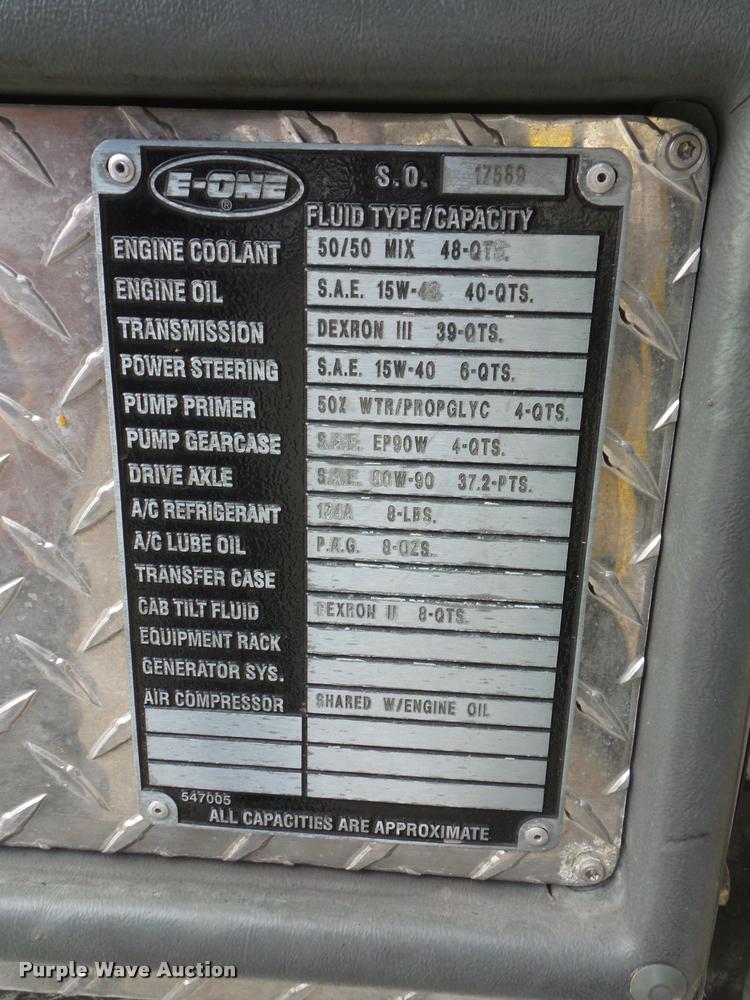 E-ONE ®
S.O. 17589
FLUID TYPE/CAPACITY
ENGINE COOLANT 50/50 MIX 48-QTS.
ENGINE OIL S.A.E. 15W-40 40-QTS.
TRANSMISSION DEXRON III 39-QTS.
POWER STEERING S.A.E. 15W-40 6-QTS.
PUMP PRIMER 50% WTR/PROPGLYC 4-QTS.
PUMP GEARCASE S.A.E. EP90W 4-QTS.
DRIVE AXLE S.A.E. 80W-90 37.2-PTS.
A/C REFRIGERANT 134A 8-LBS.
A/C LUBE OIL P.A.G. 8-OZS.
TRANSFER CASE
CAB TILT FLUID DEXRON II 8-QTS.
EQUIPMENT RACK
GENERATOR SYS.
AIR COMPRESSOR SHARED W/ENGINE OIL
547005
ALL CAPACITIES ARE APPROXIMATE
Purple Wave Auction